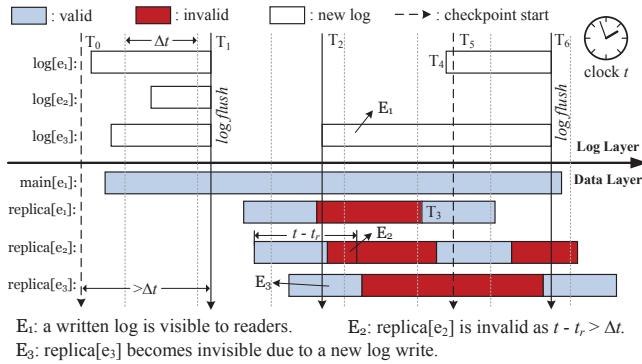 : valid : invalid : new log : checkpoint start
T₀ Δt T₁ T₂ T₅ T₆
clock t
log[e₁]: T₄
log[e₂]: log flush log flush
log[e₃]: E₁
Log Layer
Data Layer
main[e₁]:
replica[e₁]: T₃
t - tᵣ
replica[e₂]: E₂
replica[e₃]: E₃
>Δt
E₁: a written log is visible to readers. E₂: replica[e₂] is invalid as t - tᵣ > Δt.
E₃: replica[e₃] becomes invisible due to a new log write.